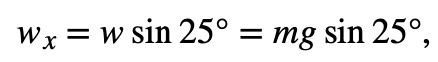 wₓ = w sin 25° = mg sin 25°,